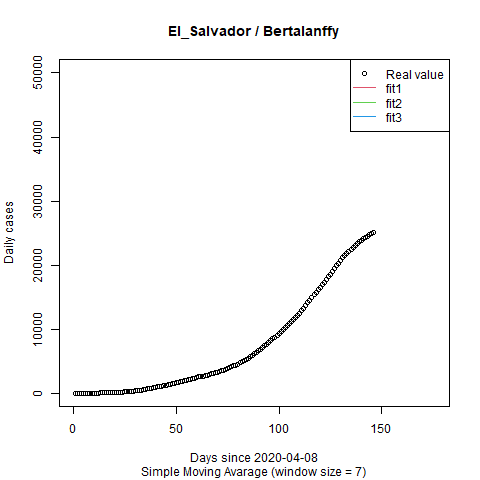 El_Salvador / Bertalanffy
Real value
fit1
fit2
fit3
Daily cases
50000
40000
30000
20000
10000
0
0 50 100 150
Days since 2020-04-08
Simple Moving Avarage (window size = 7)